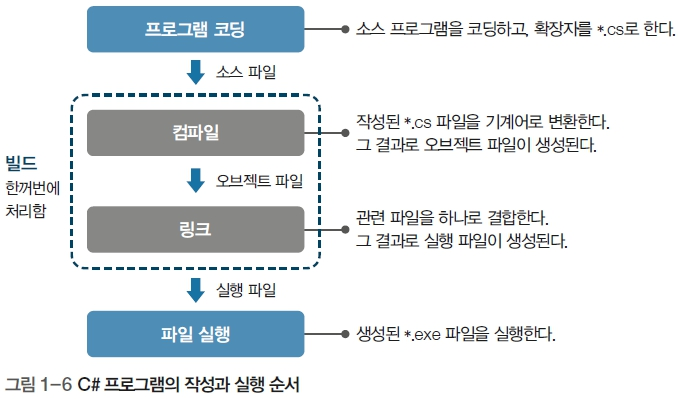 프로그램 코딩
소스 프로그램을 코딩하고, 확장자를 *.cs로 한다.
소스 파일
컴파일
작성된 *.cs 파일을 기계어로 변환한다.
그 결과로 오브젝트 파일이 생성된다.
빌드
한꺼번에
처리함
오브젝트 파일
링크
관련 파일을 하나로 결합한다.
그 결과로 실행 파일이 생성된다.
실행 파일
파일 실행
생성된 *.exe 파일을 실행한다.
그림 1-6 C# 프로그램의 작성과 실행 순서